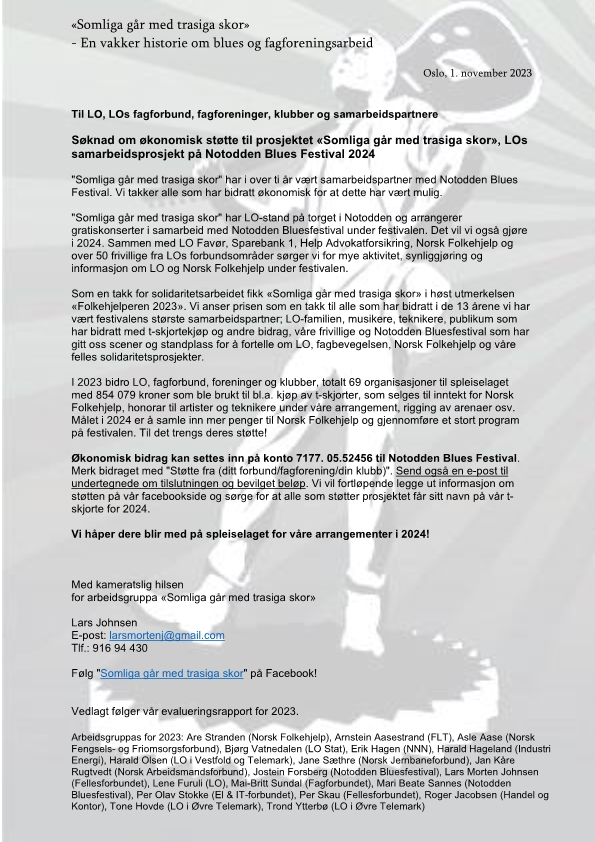 «Somliga går med trasiga skor»
- En vakker historie om blues og fagforeningsarbeid
Oslo, 1. november 2023
Til LO, LOs fagforbund, fagforeninger, klubber og samarbeidspartnere
Søknad om økonomisk støtte til prosjektet «Somliga går med trasiga skor», LOs
samarbeidsprosjekt på Notodden Blues Festival 2024
"Somliga går med trasiga skor" har i over ti år vært samarbeidspartner med Notodden Blues
Festival. Vi takker alle som har bidratt økonomisk for at dette har vært mulig.
"Somliga går med trasiga skor" har LO-stand på torget i Notodden og arrangerer
gratiskonserter i samarbeid med Notodden Bluesfestival under festivalen. Det vil vi også gjøre
i 2024. Sammen med LO Favør, Sparebank 1, Help Advokatforsikring, Norsk Folkehjelp og
over 50 frivillige fra LOs forbundsområder sørger vi for mye aktivitet, synliggjøring og
informasjon om LO og Norsk Folkehjelp under festivalen.
Som en takk for solidaritetsarbeidet fikk «Somliga går med trasiga skor» i høst utmerkelsen
«Folkehjelperen 2023». Vi anser prisen som en takk til alle som har bidratt i de 13 årene vi har
vært festivalens største samarbeidspartner; LO-familien, musikere, teknikere, publikum som
har bidratt med t-skjortekjøp og andre bidrag, våre frivillige og Notodden Bluesfestival som har
gitt oss scener og standplass for å fortelle om LO, fagbevegelsen, Norsk Folkehjelp og våre
felles solidaritetsprosjekter.
I 2023 bidro LO, fagforbund, foreninger og klubber, totalt 69 organisasjoner til spleiselaget
med 854 079 kroner som ble brukt til bl.a. kjøp av t-skjorter, som selges til inntekt for Norsk
Folkehjelp, honorar til artister og teknikere under våre arrangement, rigging av arenaer osv.
Målet i 2024 er å samle inn mer penger til Norsk Folkehjelp og gjennomføre et stort program
på festivalen. Til det trengs deres støtte!
Økonomisk bidrag kan settes inn på konto 7177. 05.52456 til Notodden Blues Festival.
Merk bidraget med "Støtte fra (ditt forbund/fagforening/din klubb)". Send også en e-post til
undertegnede om tilslutningen og bevilget beløp. Vi vil fortløpende legge ut informasjon om
støtten på vår facebookside og sørge for at alle som støtter prosjektet får sitt navn på vår t-
skjorte for 2024.
Vi håper dere blir med på spleiselaget for våre arrangementer i 2024!
Med kameratslig hilsen
for arbeidsgruppa «Somliga går med trasiga skor»
Lars Johnsen
E-post: larsmortenj@gmail.com
Tlf.: 916 94 430
Følg "Somliga går med trasiga skor" på Facebook!
Vedlagt følger vår evalueringsrapport for 2023.
Arbeidsgruppas for 2023: Are Stranden (Norsk Folkehjelp), Arnstein Aasestrand (FLT), Asle Aase (Norsk
Fengsels- og Friomsorgsforbund), Bjørg Vatnedalen (LO Stat), Erik Hagen (NNN), Harald Hageland (Industri
Energi), Harald Olsen (LO i Vestfold og Telemark), Jane Sæthre (Norsk Jernbaneforbund), Jan Kåre
Rugtvedt (Norsk Arbeidsmandsforbund), Jostein Forsberg (Notodden Bluesfestival), Lars Morten Johnsen
(Fellesforbundet), Lene Furuli (LO), Mai-Britt Sundal (Fagforbundet), Mari Beate Sannes (Notodden
Bluesfestival), Per Olav Stokke (El & IT-forbundet), Per Skau (Fellesforbundet), Roger Jacobsen (Handel og
Kontor), Tone Hovde (LO i Øvre Telemark), Trond Ytterbø (LO i Øvre Telemark)